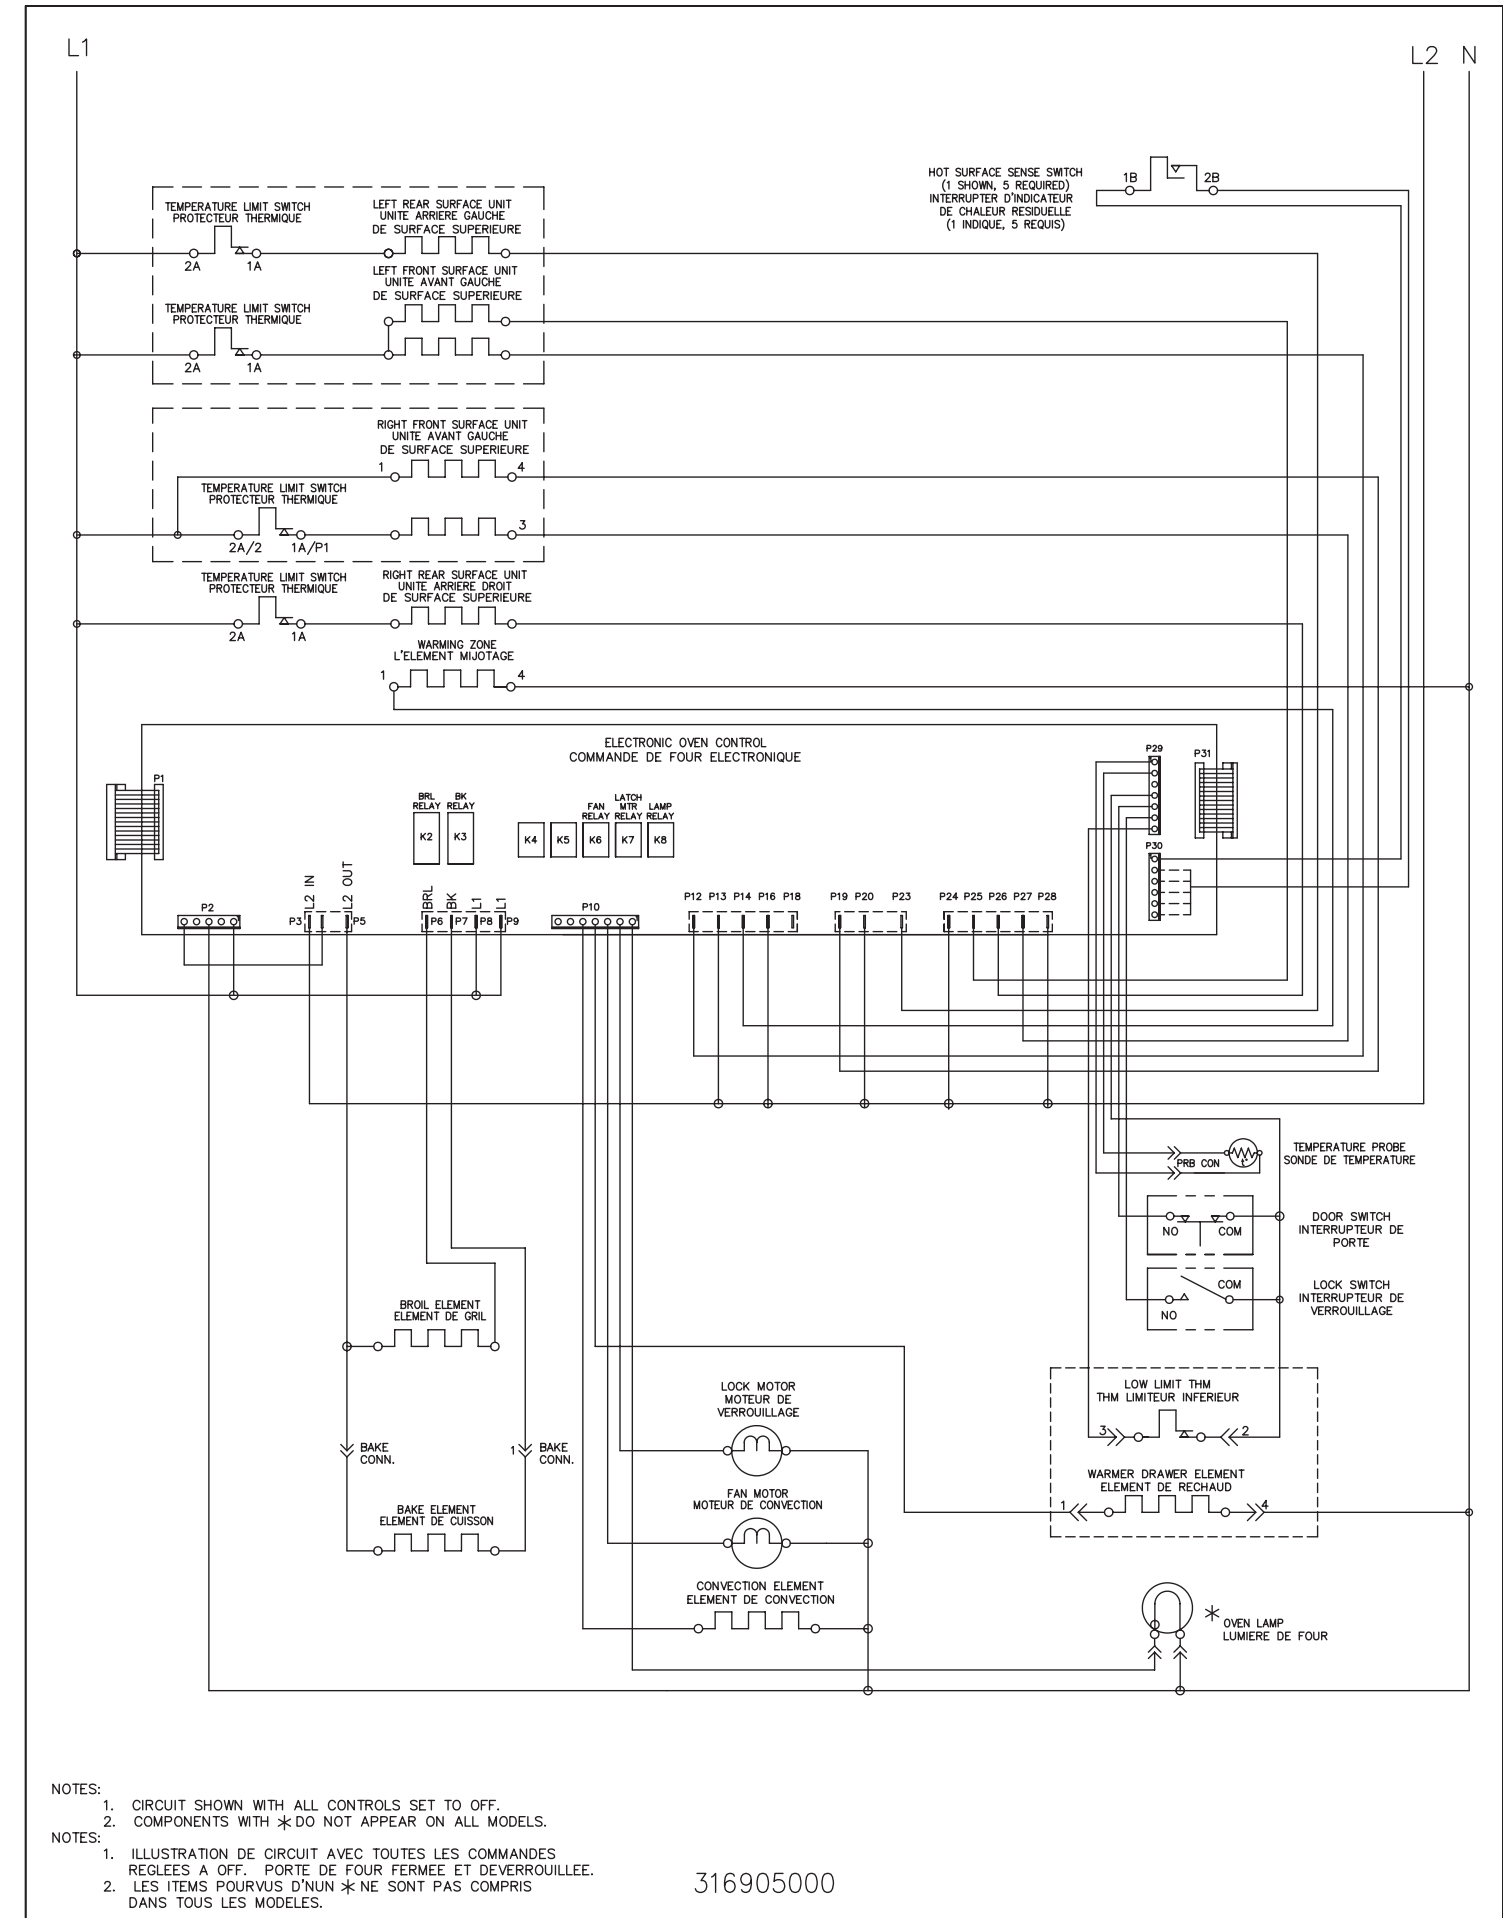 L1
L2 N
HOT SURFACE SENSE SWITCH
(1 SHOWN, 5 REQUIRED)
INTERRUPTER D'INDICATEUR
DE CHALEUR RESIDUELLE
(1 INDIQUE, 5 REQUIS)
1B
2B
TEMPERATURE LIMIT SWITCH
PROTECTEUR THERMIQUE
2A
1A
LEFT REAR SURFACE UNIT
UNITE ARRIERE GAUCHE
DE SURFACE SUPERIEURE
LEFT FRONT SURFACE UNIT
UNITE AVANT GAUCHE
DE SURFACE SUPERIEURE
TEMPERATURE LIMIT SWITCH
PROTECTEUR THERMIQUE
2A
1A
RIGHT FRONT SURFACE UNIT
UNITE AVANT GAUCHE
DE SURFACE SUPERIEURE
1
4
TEMPERATURE LIMIT SWITCH
PROTECTEUR THERMIQUE
2A/2
1A/P1
3
TEMPERATURE LIMIT SWITCH
PROTECTEUR THERMIQUE
2A
1A
RIGHT REAR SURFACE UNIT
UNITE ARRIERE DROIT
DE SURFACE SUPERIEURE
WARMING ZONE
L'ELEMENT MIJOTAGE
1
4
ELECTRONIC OVEN CONTROL
COMMANDE DE FOUR ELECTRONIQUE
P1
P29
P31
P30
BRL
RELAY
K2
BK
RELAY
K3
K4
K5
FAN
RELAY
K6
LATCH
MTR
RELAY
K7
LAMP
RELAY
K8
P2
P3
L2 IN
L2 OUT
P5
BRL
BK
L1
L1
P6
P7
P8
P9
P10
P12 P13 P14 P16 P18
P19 P20 P23
P24 P25 P26 P27 P28
PRB CON
TEMPERATURE PROBE
SONDE DE TEMPERATURE
NO
COM
DOOR SWITCH
INTERRUPTEUR DE
PORTE
COM
NO
LOCK SWITCH
INTERRUPTEUR DE
VERROUILLAGE
BROIL ELEMENT
ELEMENT DE GRIL
BAKE
CONN.
1
BAKE
CONN.
BAKE ELEMENT
ELEMENT DE CUISSON
LOCK MOTOR
MOTEUR DE
VERROUILLAGE
FAN MOTOR
MOTEUR DE CONVECTION
CONVECTION ELEMENT
ELEMENT DE CONVECTION
LOW LIMIT THM
THM LIMITEUR INFERIEUR
3
2
WARMER DRAWER ELEMENT
ELEMENT DE RECHAUD
1
4
* OVEN LAMP
LUMIERE DE FOUR
NOTES:
1. CIRCUIT SHOWN WITH ALL CONTROLS SET TO OFF.
2. COMPONENTS WITH * DO NOT APPEAR ON ALL MODELS.
NOTES:
1. ILLUSTRATION DE CIRCUIT AVEC TOUTES LES COMMANDES
REGLEES A OFF. PORTE DE FOUR FERMEE ET DEVERROUILLEE.
2. LES ITEMS POURVUS D'NUN * NE SONT PAS COMPRIS
DANS TOUS LES MODELES.
316905000